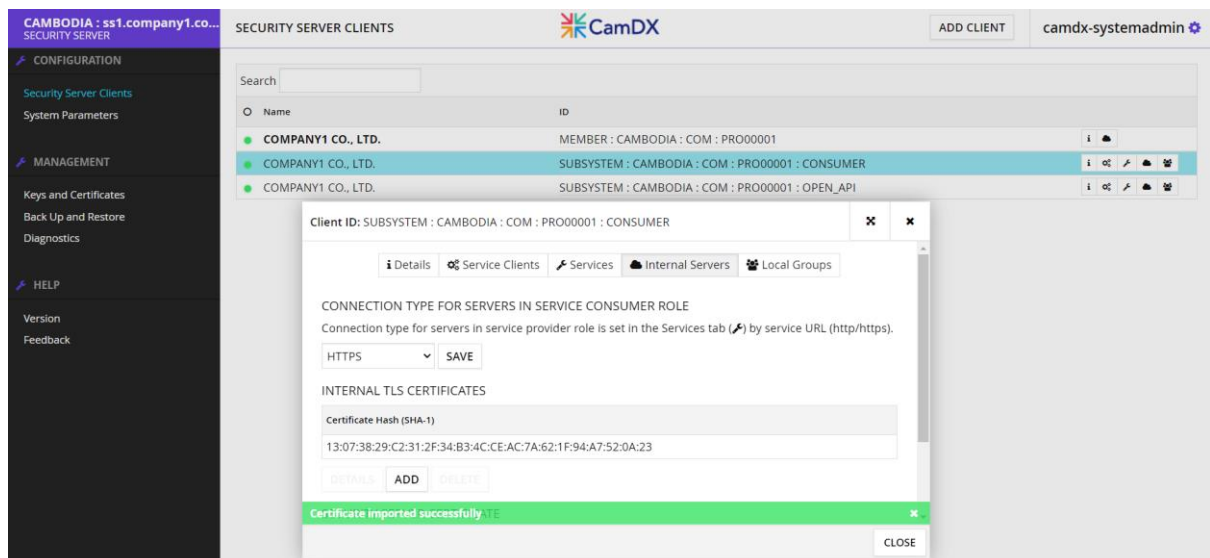 CAMBODIA : ss1.company1.co...
SECURITY SERVER
SECURITY SERVER CLIENTS
CamDX
ADD CLIENT
camdx-systemadmin
CONFIGURATION
Security Server Clients
System Parameters
MANAGEMENT
Keys and Certificates
Back Up and Restore
Diagnostics
HELP
Version
Feedback
Search
Name ID
COMPANY1 CO., LTD. MEMBER : CAMBODIA : COM : PRO00001
COMPANY1 CO., LTD. SUBSYSTEM : CAMBODIA : COM : PRO00001 : CONSUMER
COMPANY1 CO., LTD. SUBSYSTEM : CAMBODIA : COM : PRO00001 : OPEN_API
Client ID: SUBSYSTEM : CAMBODIA : COM : PRO00001 : CONSUMER
Details Service Clients Services Internal Servers Local Groups
CONNECTION TYPE FOR SERVERS IN SERVICE CONSUMER ROLE
Connection type for servers in service provider role is set in the Services tab () by service URL (http/https).
HTTPS SAVE
INTERNAL TLS CERTIFICATES
Certificate Hash (SHA-1)
13:07:38:29:C2:31:2F:34:B3:4C:CE:AC:7A:62:1F:94:A7:52:0A:23
DETAILS ADD DELETE
Certificate imported successfully
CLOSE